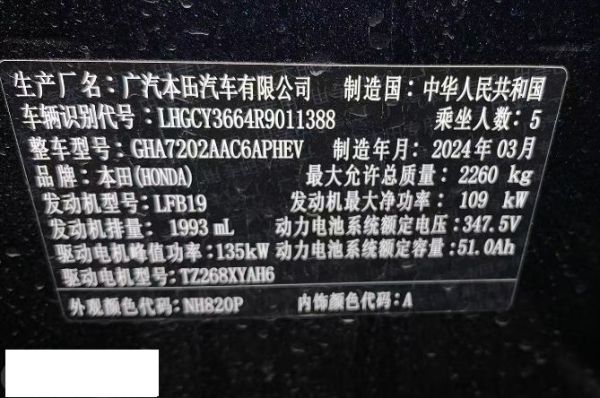 生产厂名：广汽本田汽车有限公司 制造国：中华人民共和国
车辆识别代号：LHGCY3664R9011388 乘坐人数：5
整车型号：GHA7202AAC6APHEV 制造年月：2024年03月
品牌：本田(HONDA) 最大允许总质量：2260 kg
发动机型号：LFB19 发动机最大净功率：109 kW
发动机排量：1993 mL 动力电池系统额定电压：347.5V
驱动电机峰值功率：135kW 动力电池系统额定容量：51.0Ah
驱动电机型号：TZ268XYAH6
外观颜色代码：NH820P 内饰颜色代码：A